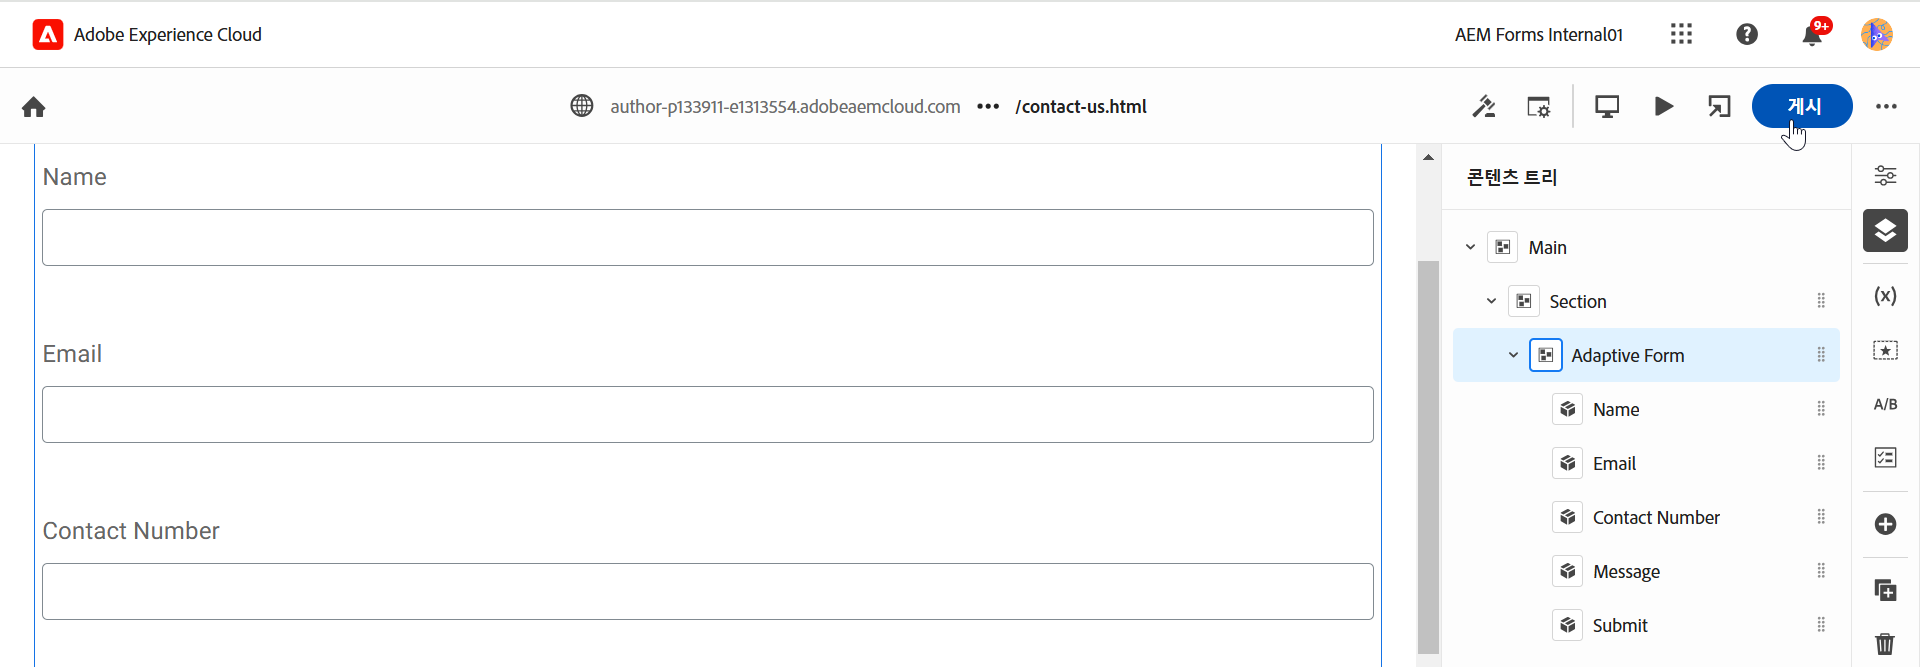 Adobe Experience Cloud
AEM Forms Internal01
9+
author-p133911-e1313554.adobeaemcloud.com ••• /contact-us.html
게시
Name
Email
Contact Number
콘텐츠 트리
Main
Section
Adaptive Form
Name
Email
Contact Number
Message
Submit
(x)
A/B